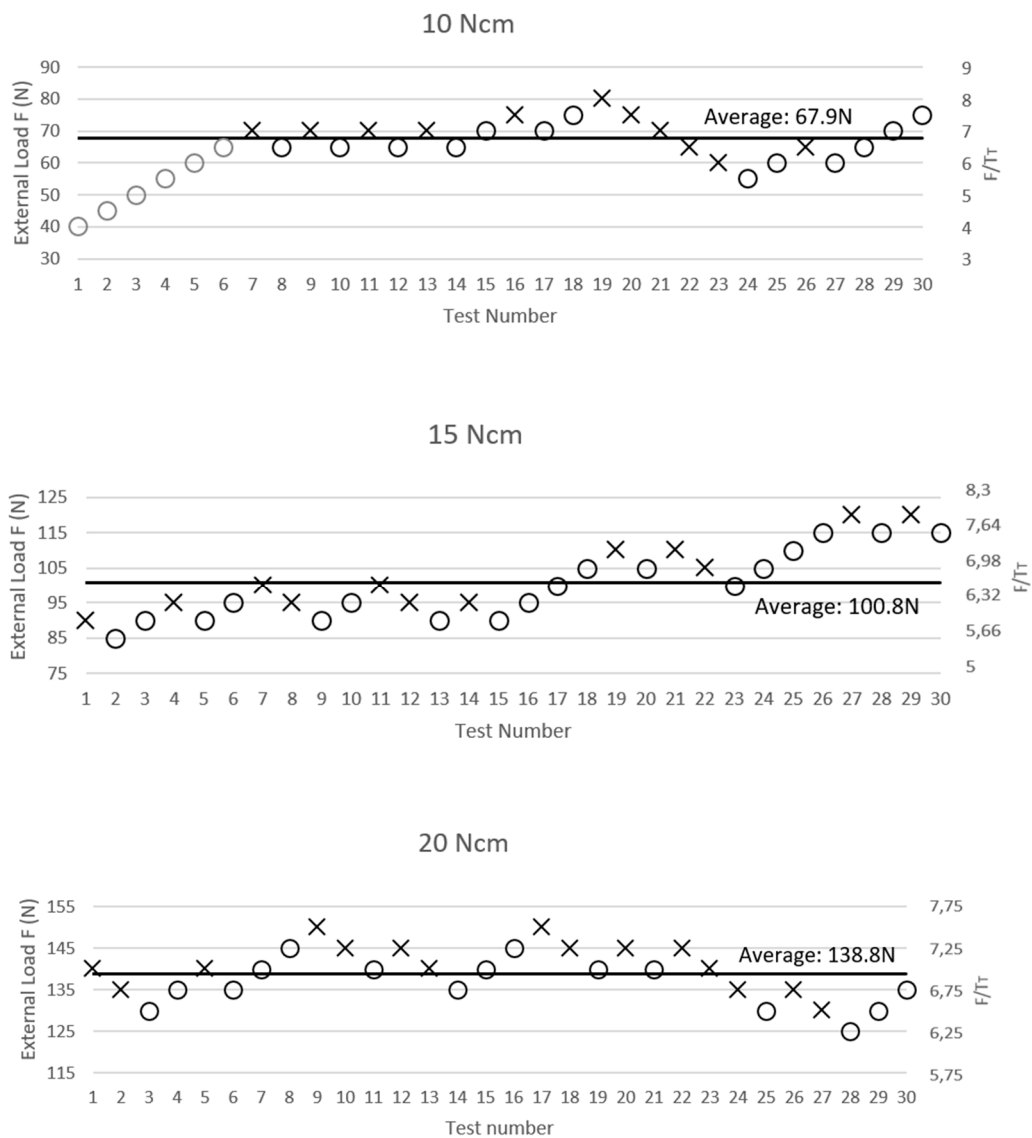 10 Ncm
External Load F (N)
90
80
70
60
50
40
30
Average: 67.9N
9
8
7
6
5
4
3
F/TT
1 2 3 4 5 6 7 8 9 10 11 12 13 14 15 16 17 18 19 20 21 22 23 24 25 26 27 28 29 30
Test Number
15 Ncm
External Load F (N)
125
115
105
95
85
75
Average: 100.8N
8,3
7,64
6,98
6,32
5,66
5
F/TT
1 2 3 4 5 6 7 8 9 10 11 12 13 14 15 16 17 18 19 20 21 22 23 24 25 26 27 28 29 30
Test Number
20 Ncm
External Load F (N)
155
145
135
125
115
Average: 138.8N
7,75
7,25
6,75
6,25
5,75
F/TT
1 2 3 4 5 6 7 8 9 10 11 12 13 14 15 16 17 18 19 20 21 22 23 24 25 26 27 28 29 30
Test number